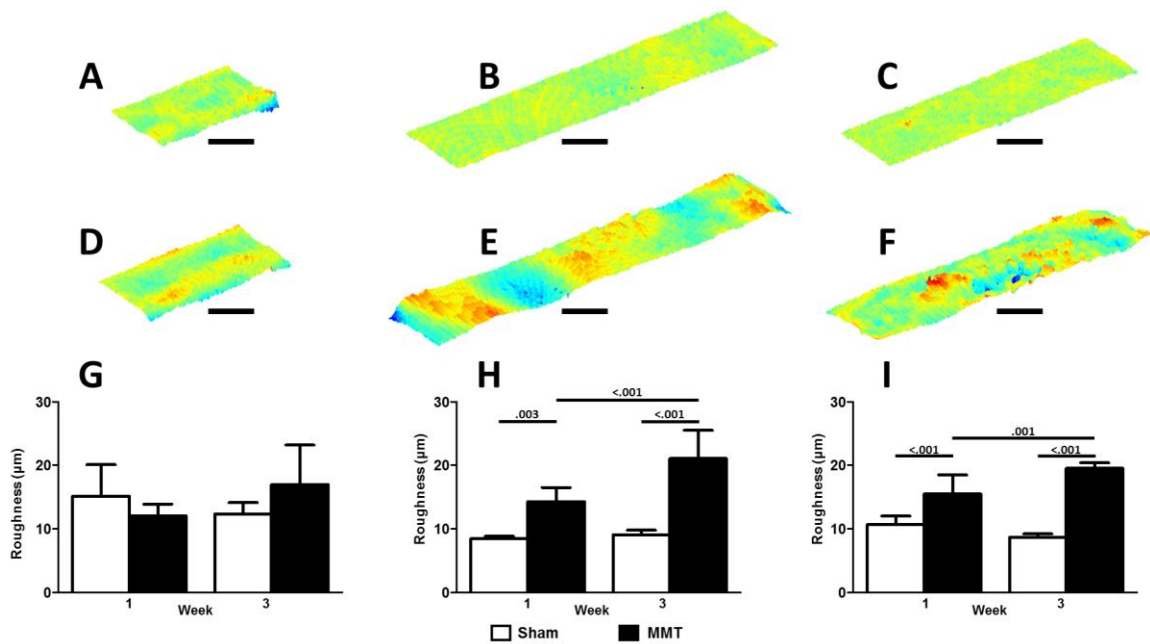 A
B
C
D
E
F
G
Roughness (µm)
30
20
10
0
1
Week
3
H
Roughness (µm)
30
20
10
0
.003
<.001
<.001
1
Week
3
I
Roughness (µm)
30
20
10
0
<.001
.001
<.001
1
Week
3
Sham
MMT